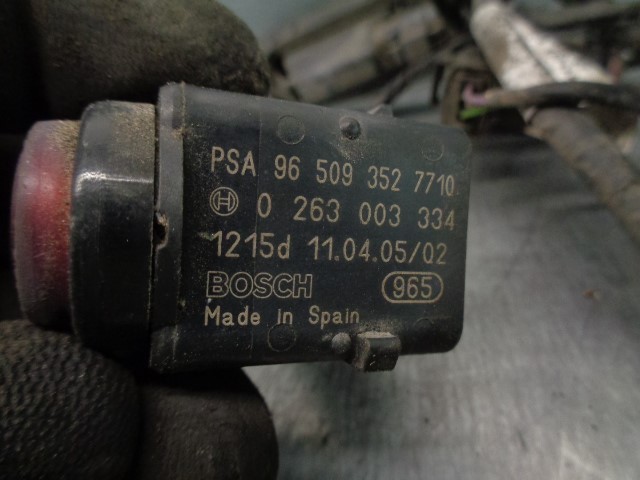 PSA 96 509 352 7710
0 263 003 334
1215d 11.04.05/02
BOSCH 965
Made in Spain